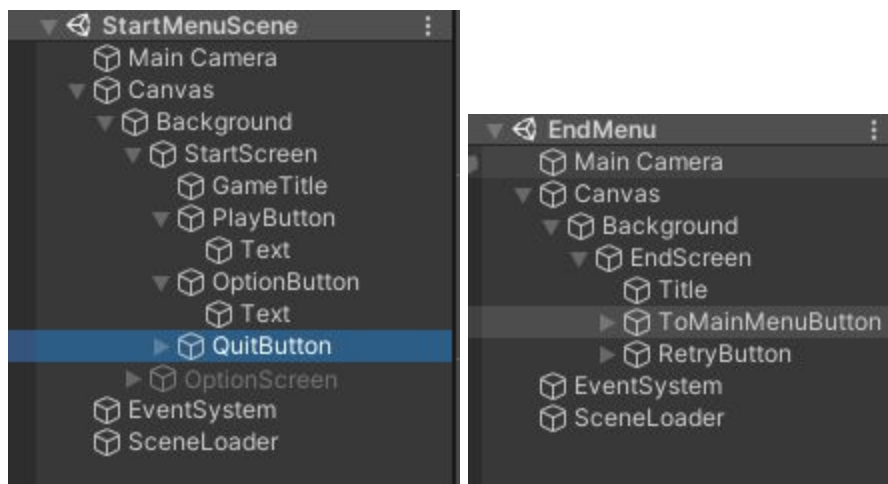 StartMenuScene
Main Camera
Canvas
Background
StartScreen
GameTitle
PlayButton
Text
OptionButton
Text
QuitButton
OptionScreen
EventSystem
SceneLoader
EndMenu
Main Camera
Canvas
Background
EndScreen
Title
ToMainMenuButton
RetryButton
EventSystem
SceneLoader